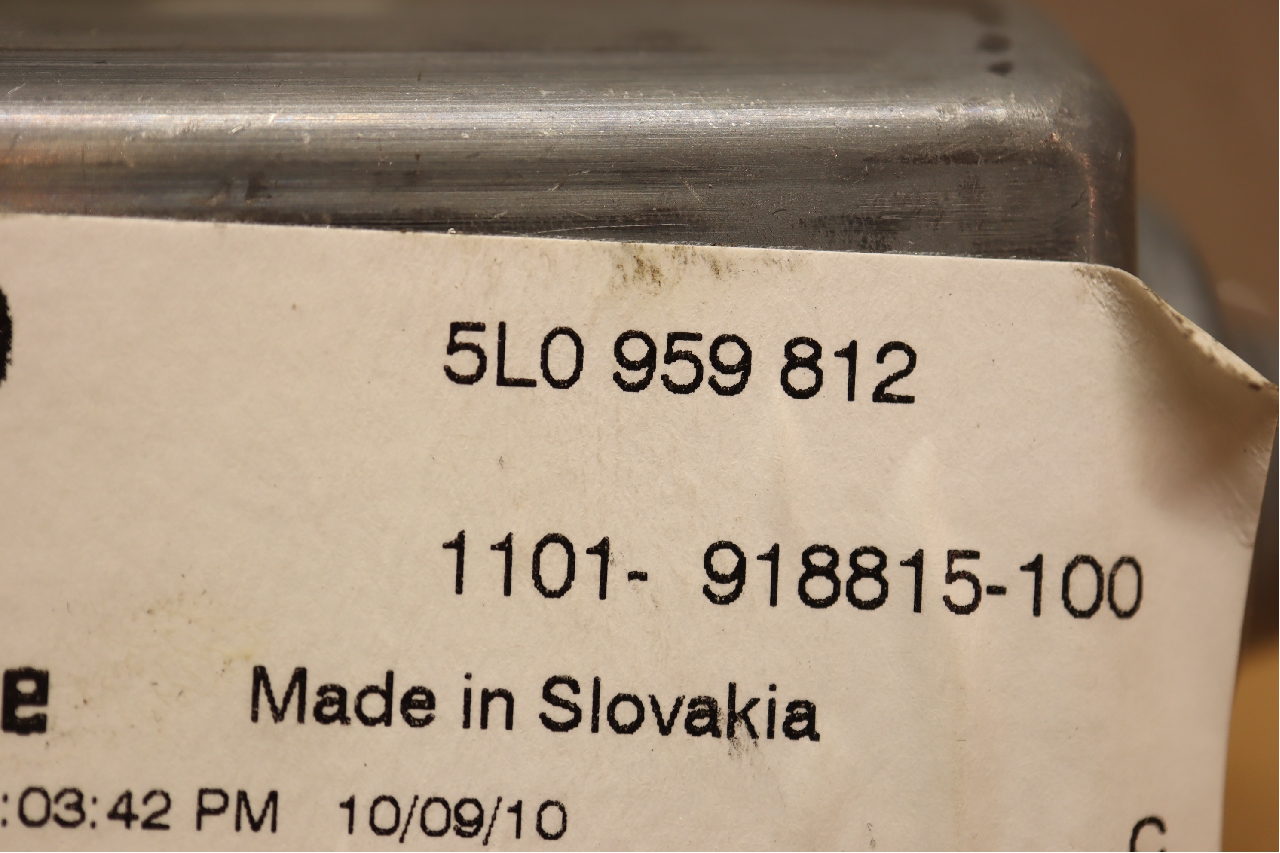 5L0 959 812
1101- 918815-100
Made in Slovakia
:03:42 PM 10/09/10
C